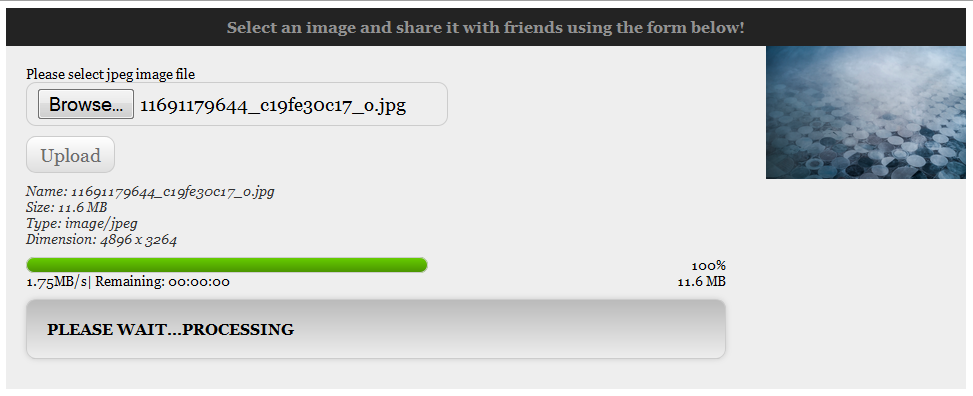 Select an image and share it with friends using the form below!
Please select jpeg image file
Browse... 11691179644_c19fe30c17_o.jpg
Upload
Name: 11691179644_c19fe30c17_o.jpg
Size: 11.6 MB
Type: image/jpeg
Dimension: 4896 x 3264
100%
1.75MB/s| Remaining: 00:00:00 11.6 MB
PLEASE WAIT...PROCESSING